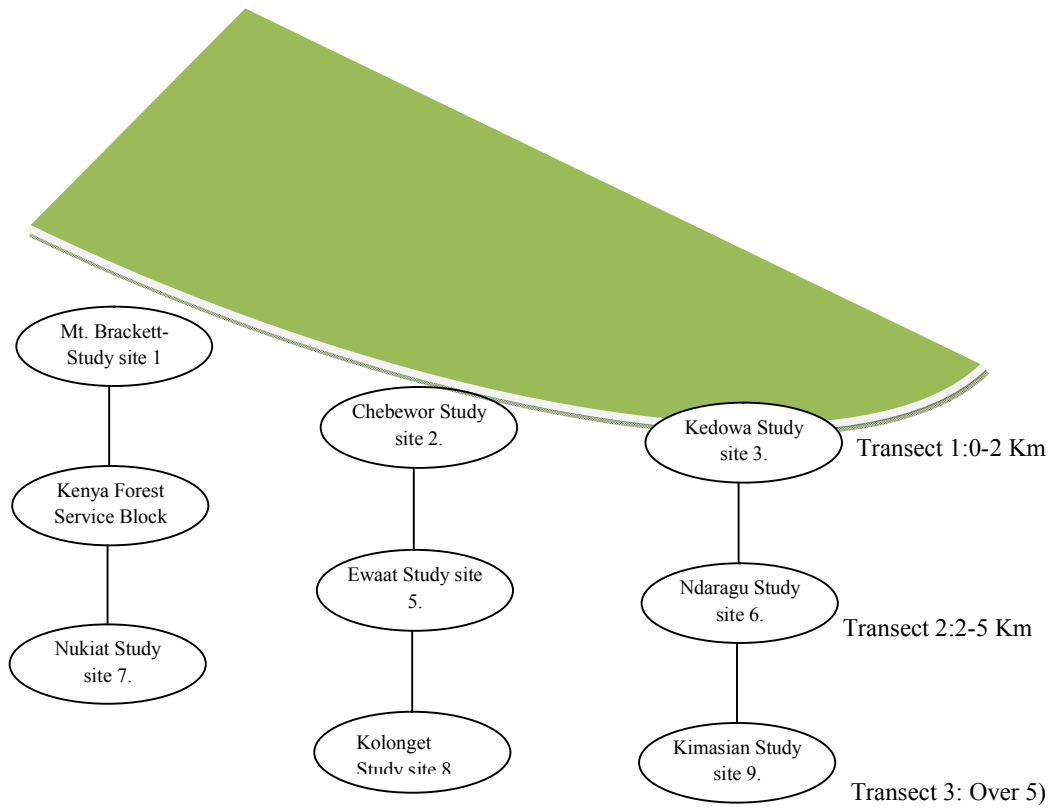 Mt. Brackett-
Study site 1
Chebewor Study
site 2.
Kedowa Study
site 3.
Transect 1:0-2 Km
Kenya Forest
Service Block
Ewaat Study site
5.
Ndaragu Study
site 6.
Transect 2:2-5 Km
Nukiat Study
site 7.
Kolonget
Study site 8
Kimasian Study
site 9.
Transect 3: Over 5)